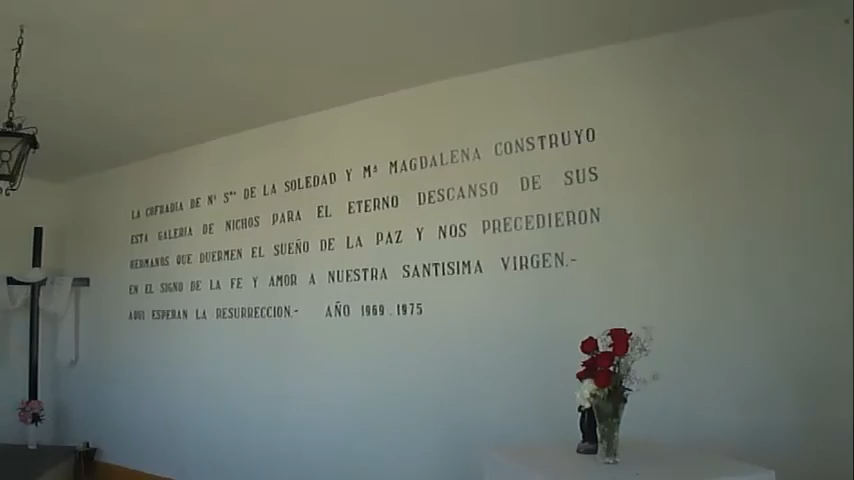 LA COFRADIA DE Nª Sʳᵃ DE LA SOLEDAD Y Mª MAGDALENA CONSTRUYO
ESTA GALERIA DE NICHOS PARA EL ETERNO DESCANSO DE SUS
HERMANOS QUE DUERMEN EL SUEÑO DE LA PAZ Y NOS PRECEDIERON
EN EL SIGNO DE LA FE Y AMOR A NUESTRA SANTISIMA VIRGEN.-
AQUI ESPERAN LA RESURRECCION.- AÑO 1969.1975